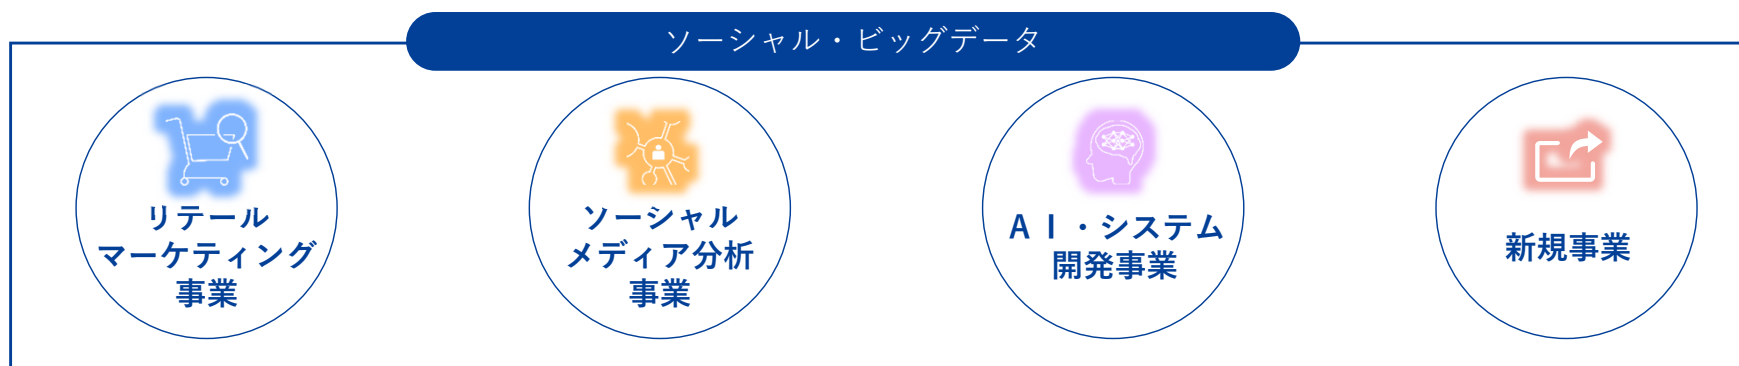 ソーシャル・ビッグデータ
リテール
マーケティング
事業
ソーシャル
メディア分析
事業
ＡＩ・システム
開発事業
新規事業